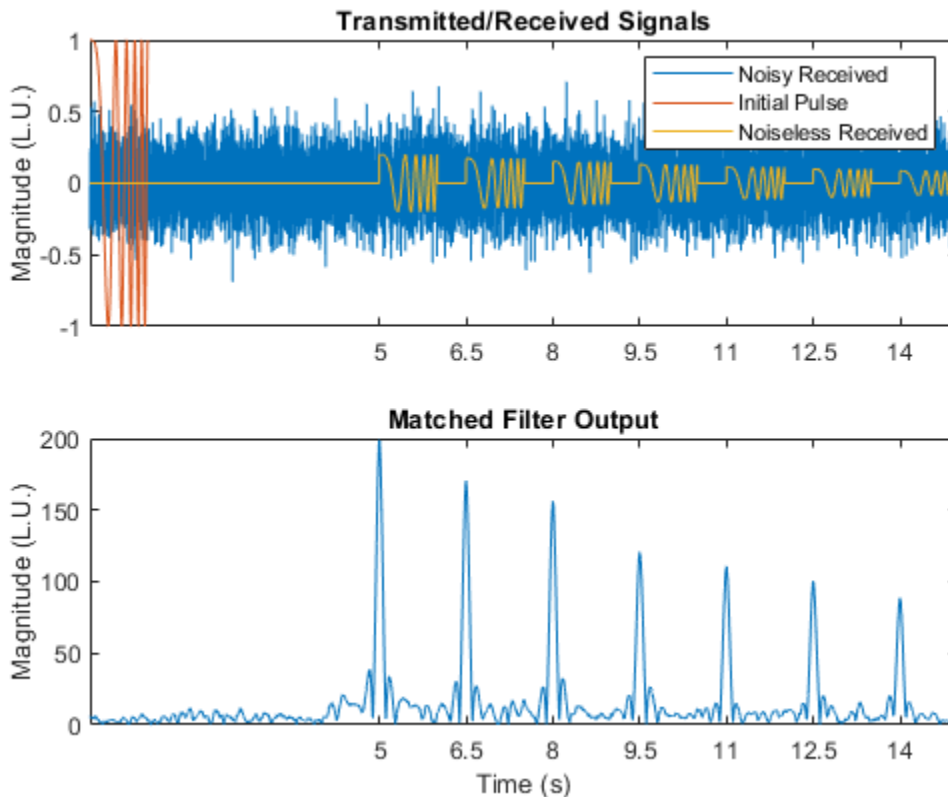 Transmitted/Received Signals
Magnitude (L.U.)
1
0.5
0
-0.5
-1
Noisy Received
Initial Pulse
Noiseless Received
5 6.5 8 9.5 11 12.5 14
Matched Filter Output
Magnitude (L.U.)
200
150
100
50
0
5 6.5 8 9.5 11 12.5 14
Time (s)